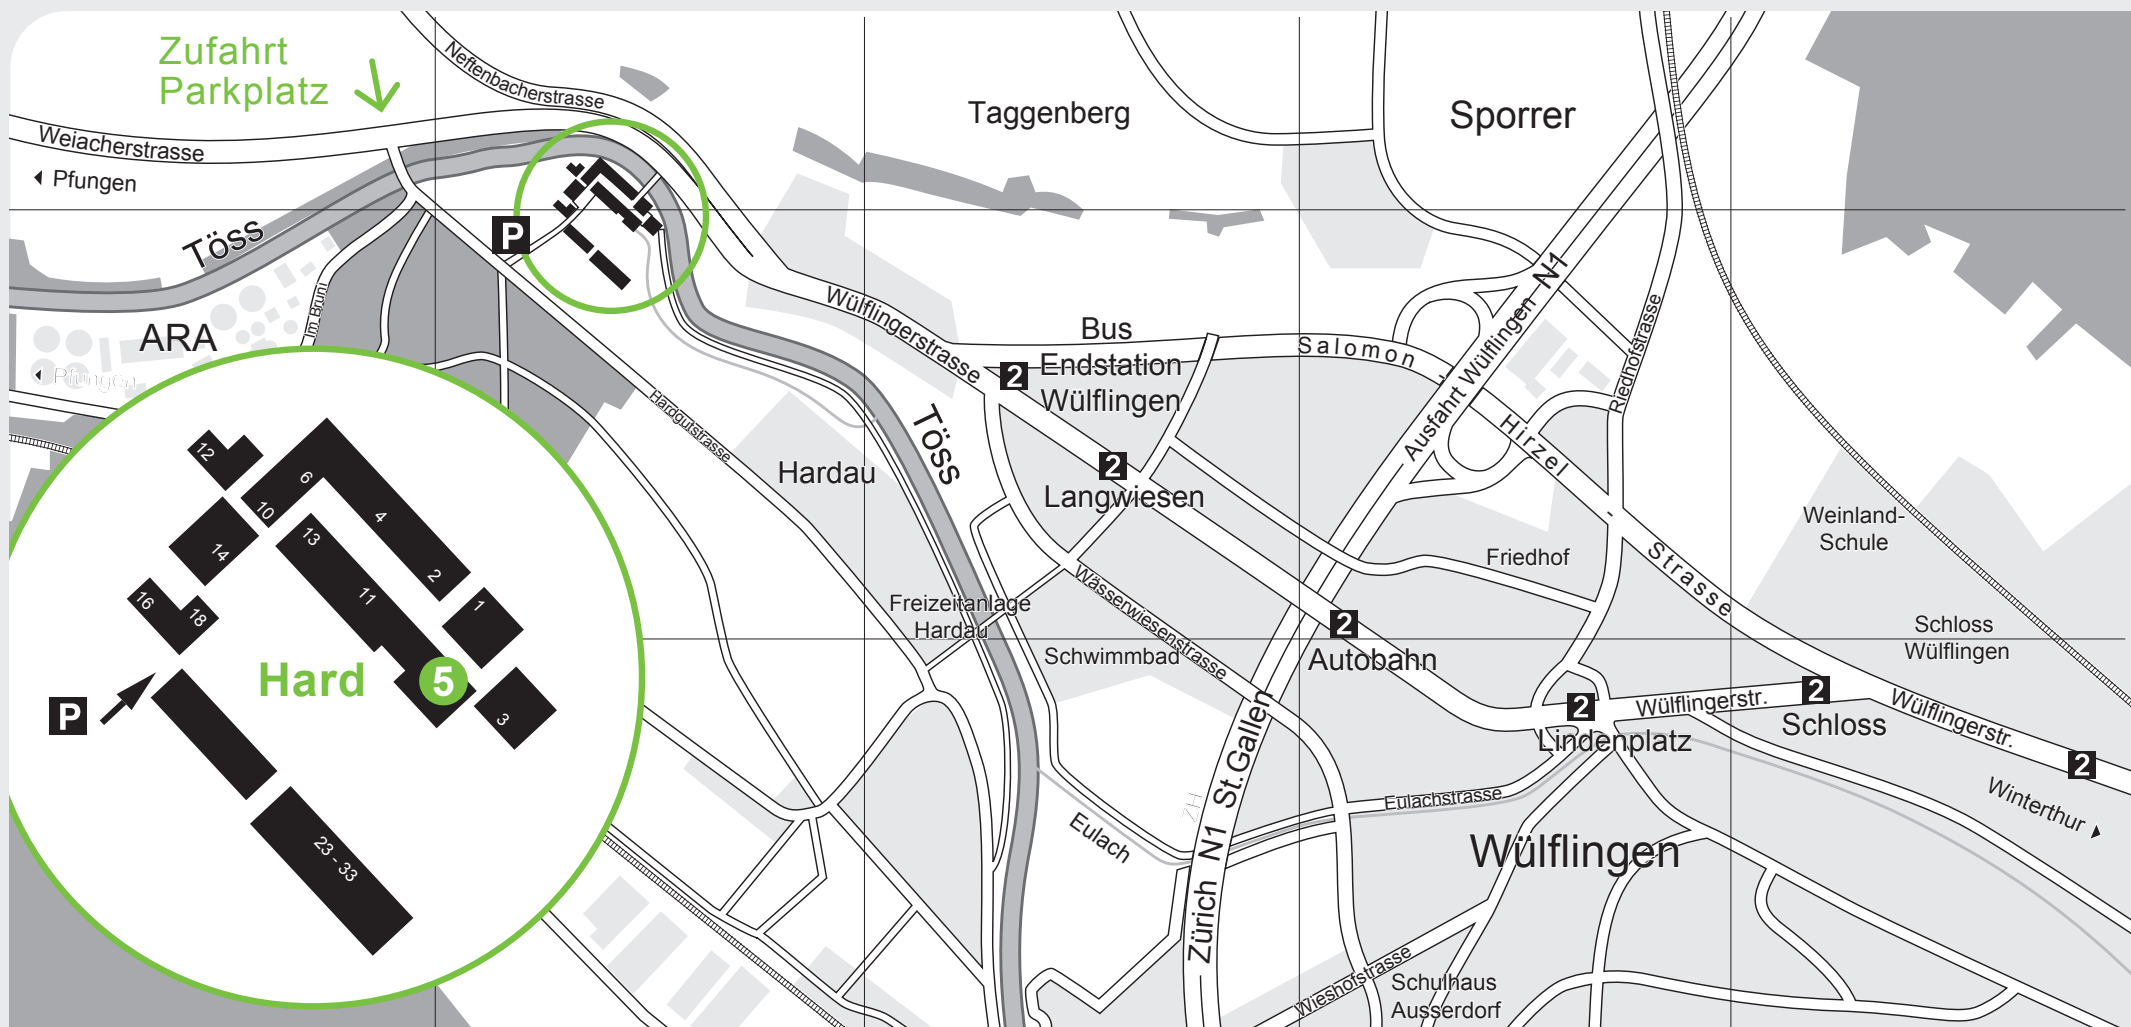 Zufahrt
Parkplatz
Neftenbacherstrasse
Weiacherstrasse
Pfungen
Töss
P
Taggenberg
Sporrer
ARA
Im Bruni
Pfungen
Wülflingerstrasse
Bus
2 Endstation
Wülflingen
Salomon
-
Hirzel
-
Strasse
Ausfahrt Wülflingen N1
Riedhofstrasse
Hardgutstrasse
Hardau
Töss
2
Langwiesen
Weinland-
Schule
Friedhof
Freizeitanlage
Hardau
Wässerwiesenstrasse
Schwimmbad
2
Autobahn
Schloss
Wülflingen
2
Lindenplatz
Wülflingerstr.
2
Schloss
Wülflingerstr.
2
Winterthur
Eulach
ZH
Zürich N1 St.Gallen
Eulachstrasse
Wülflingen
Wieshofstrasse
Schulhaus
Ausserdorf
12
6
10
4
13
14
2
11
16
18
1
Hard
5
3
P
23 - 33